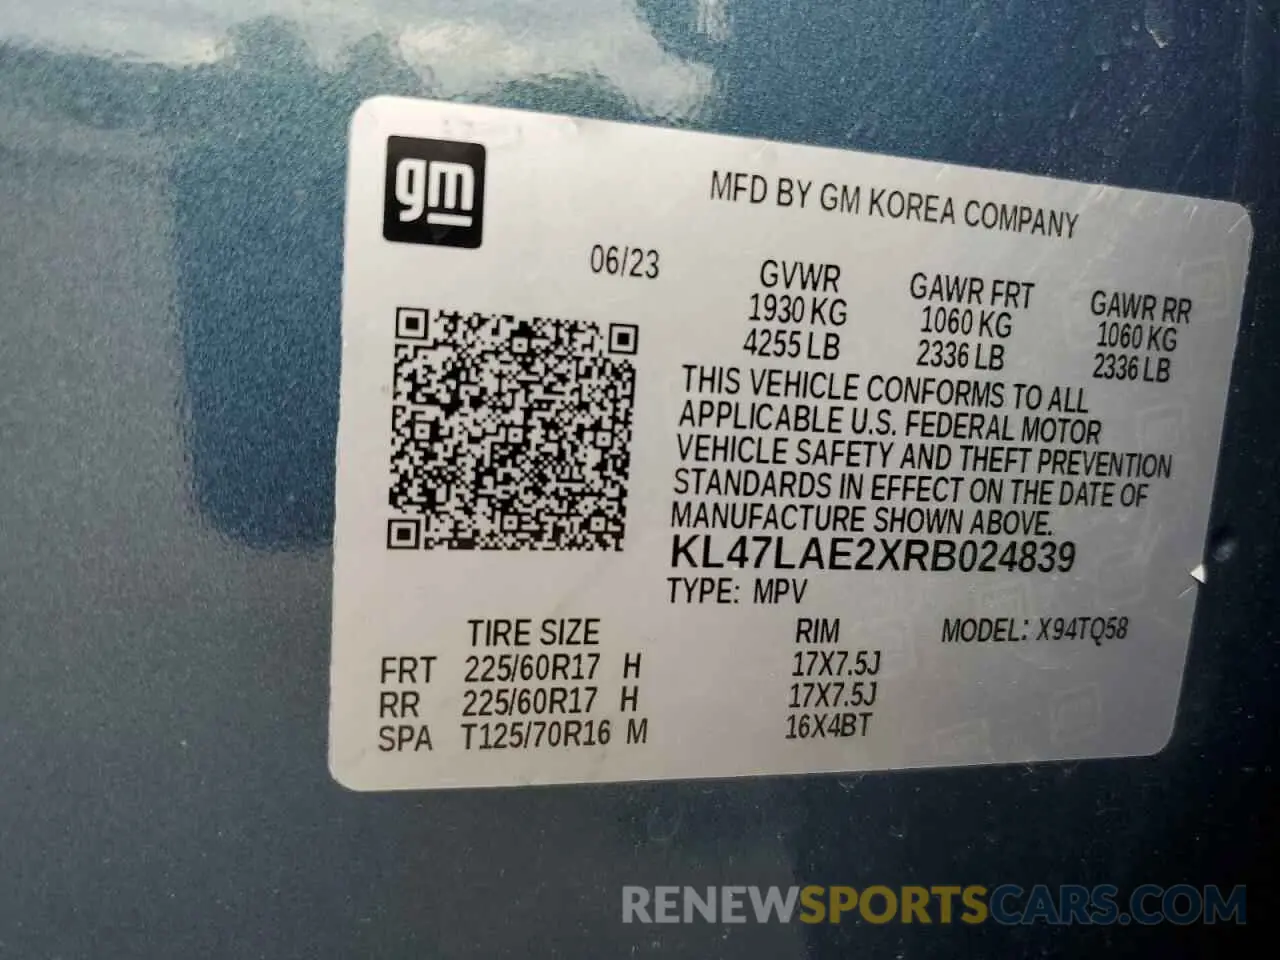 gm
MFD BY GM KOREA COMPANY
06/23
GVWR GAWR FRT GAWR RR
1930 KG 1060 KG 1060 KG
4255 LB 2336 LB 2336 LB
THIS VEHICLE CONFORMS TO ALL
APPLICABLE U.S. FEDERAL MOTOR
VEHICLE SAFETY AND THEFT PREVENTION
STANDARDS IN EFFECT ON THE DATE OF
MANUFACTURE SHOWN ABOVE.
KL47LAE2XRB024839
TYPE: MPV
TIRE SIZE RIM MODEL: X94TQ58
FRT 225/60R17 H 17X7.5J
RR 225/60R17 H 17X7.5J
SPA T125/70R16 M 16X4BT
RENEWSPORTSCARS.COM